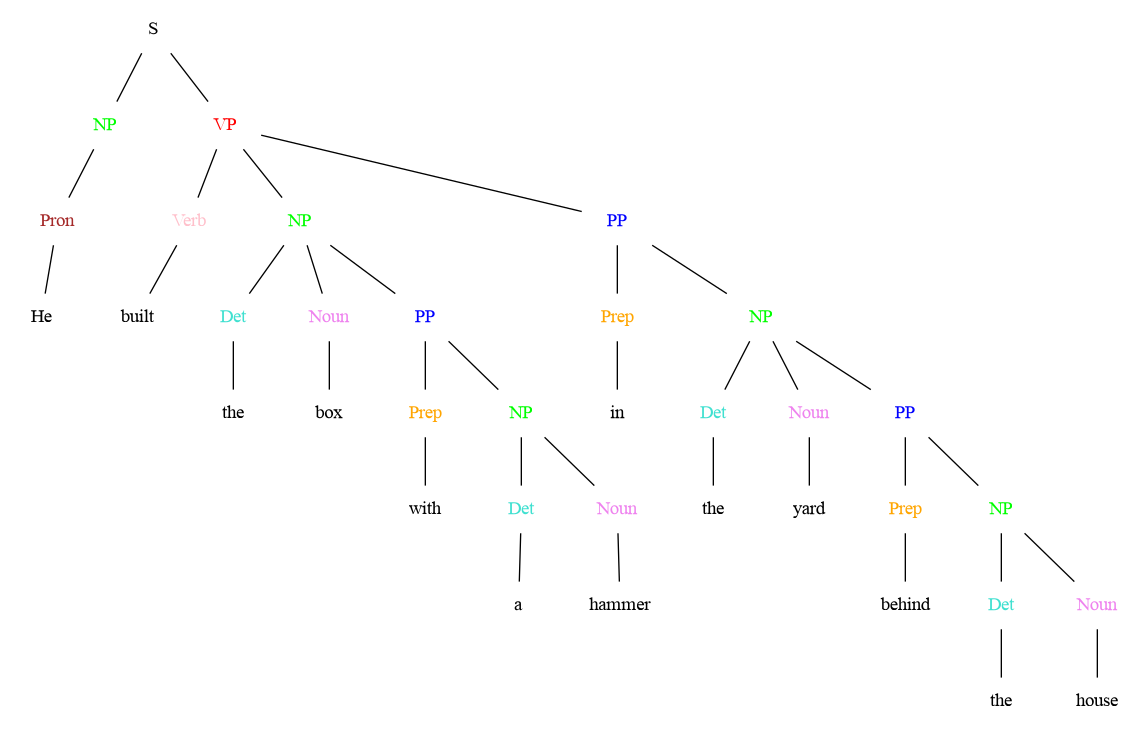 S
NP VP
Pron Verb NP PP
He built Det Noun PP Prep NP
the box Prep NP in Det Noun PP
with Det Noun the yard Prep NP
a hammer behind Det Noun
the house